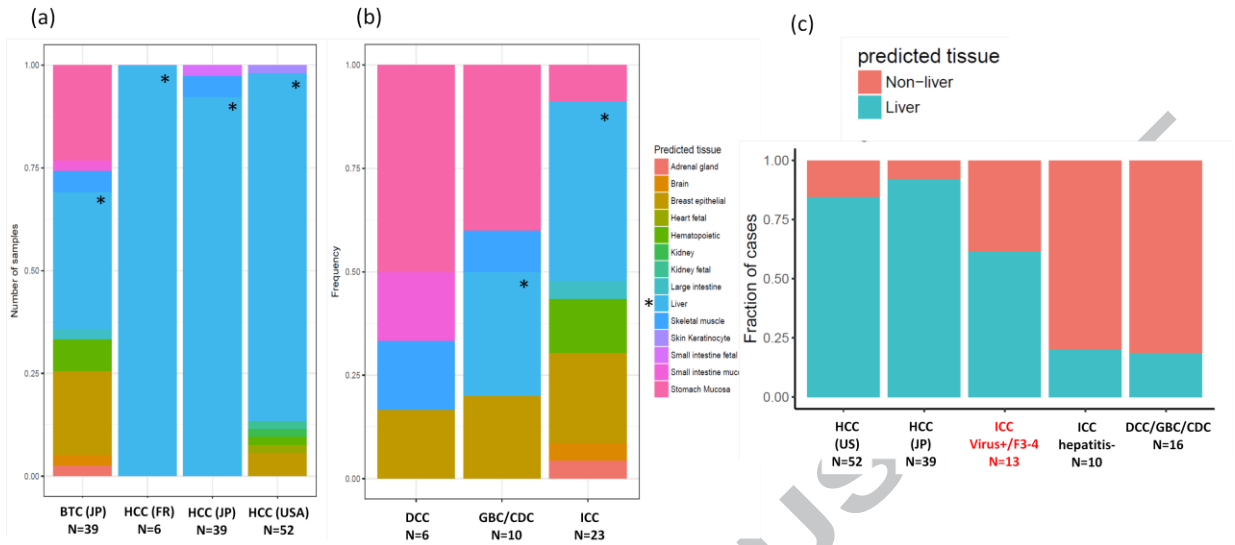 (a)
Number of samples
1.00
0.75
0.50
0.25
0.00
*
*
*
*
BTC (JP)
N=39
HCC (FR)
N=6
HCC (JP)
N=39
HCC (USA)
N=52
(b)
Frequency
1.00
0.75
0.50
0.25
0.00
*
*
DCC
N=6
GBC/CDC
N=10
ICC
N=23
Predicted tissue
Adrenal gland
Brain
Breast epithelial
Heart fetal
Hematopoietic
Kidney
Kidney fetal
Large intestine
* Liver
Skeletal muscle
Skin Keratinocyte
Small intestine fetal
Small intestine muco
Stomach Mucosa
(c)
predicted tissue
Non-liver
Liver
Fraction of cases
1.00
0.75
0.50
0.25
0.00
HCC
(US)
N=52
HCC
(JP)
N=39
ICC
Virus+/F3-4
N=13
ICC
hepatitis-
N=10
DCC/GBC/CDC
N=16